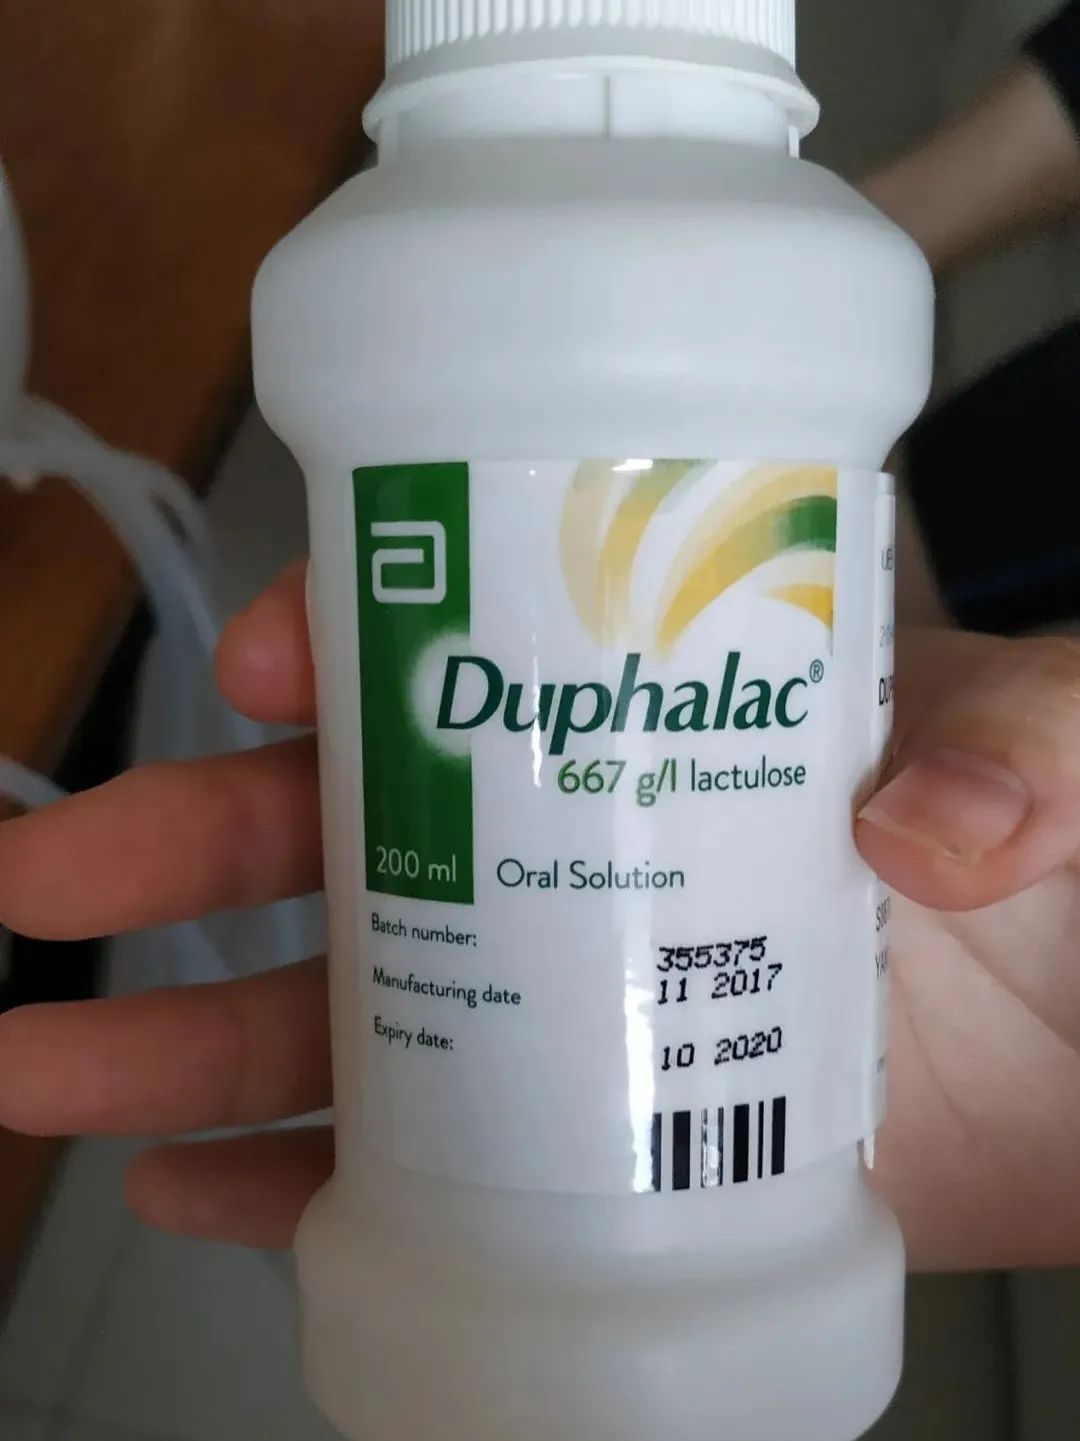 Duphalac®
667 g/l lactulose
200 ml
Oral Solution
Batch number:
355375
Manufacturing date
11 2017
Expiry date:
10 2020